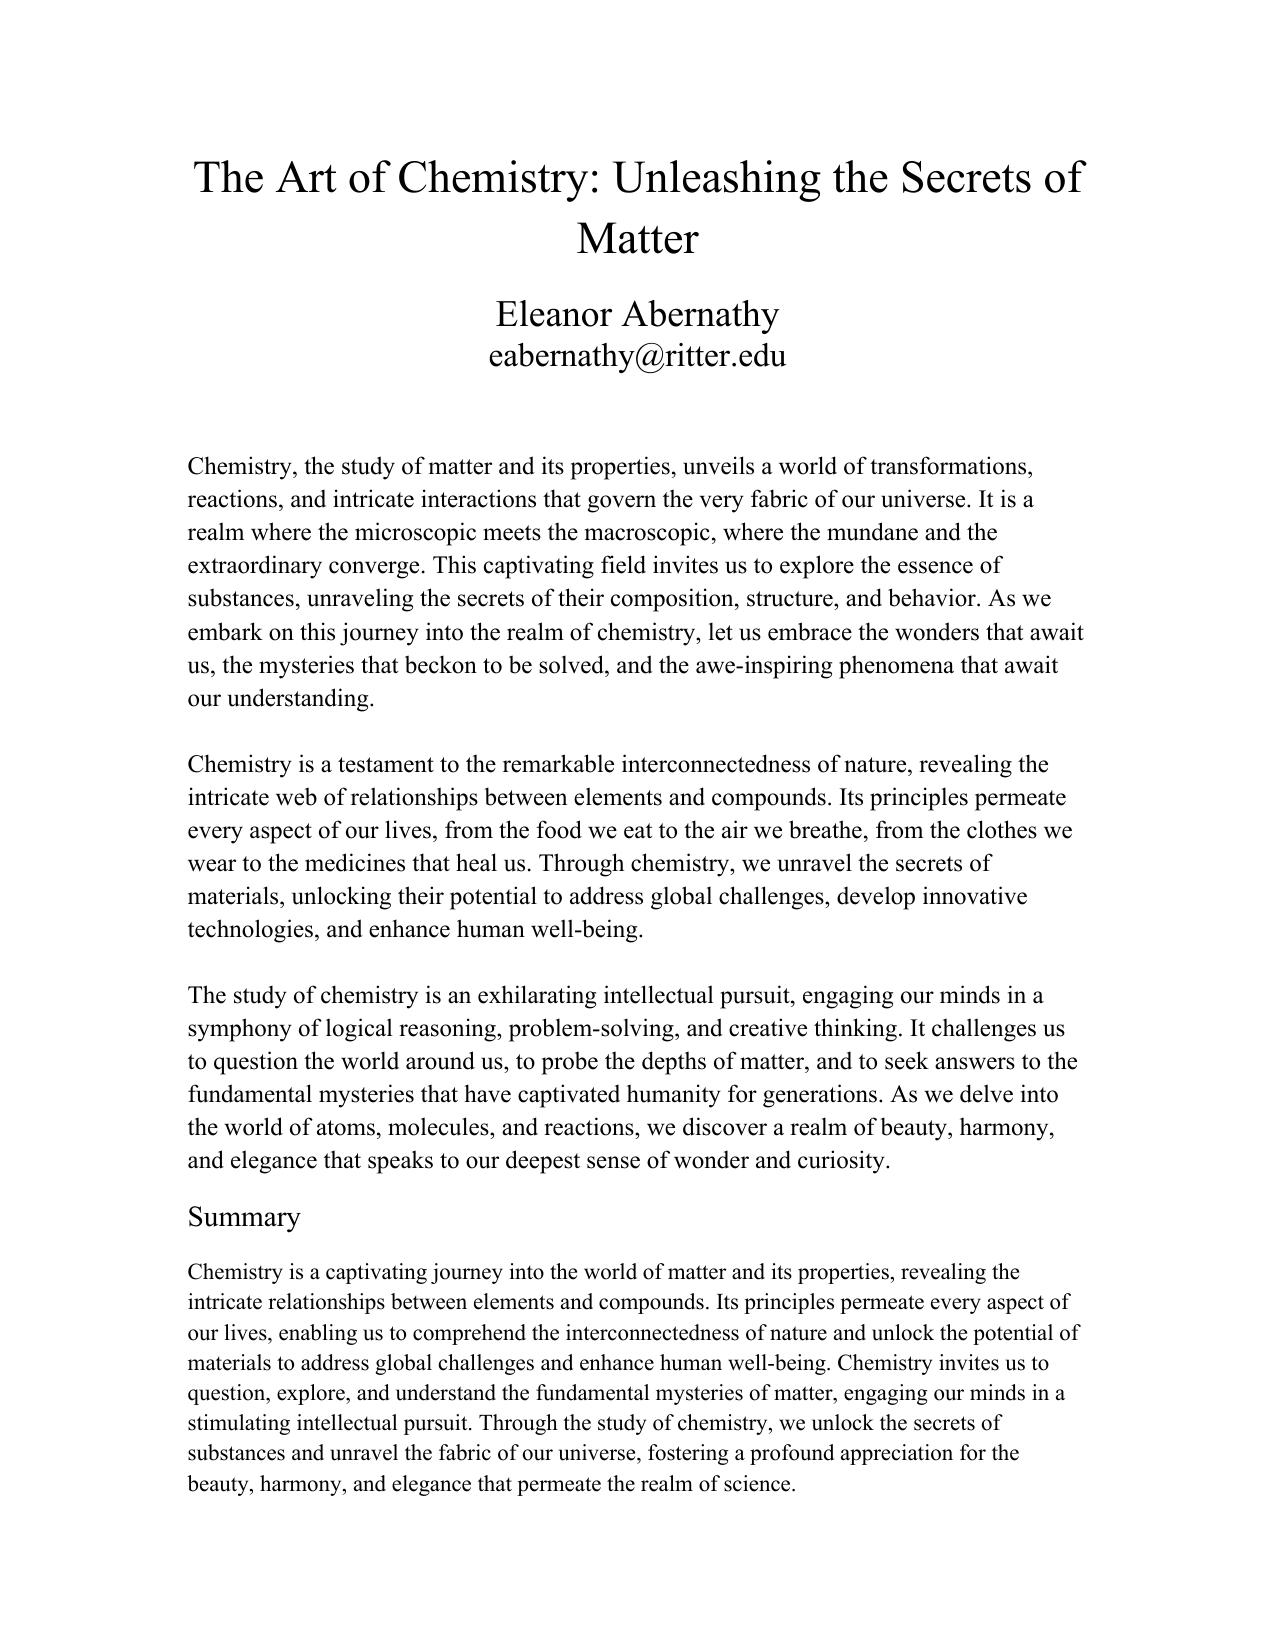 The Art of Chemistry: Unleashing the Secrets of
Matter
Eleanor Abernathy
eabernathy@ritter.edu
Chemistry, the study of matter and its properties, unveils a world of transformations,
reactions, and intricate interactions that govern the very fabric of our universe. It is a
realm where the microscopic meets the macroscopic, where the mundane and the
extraordinary converge. This captivating field invites us to explore the essence of
substances, unraveling the secrets of their composition, structure, and behavior. As we
embark on this journey into the realm of chemistry, let us embrace the wonders that await
us, the mysteries that beckon to be solved, and the awe-inspiring phenomena that await
our understanding.
Chemistry is a testament to the remarkable interconnectedness of nature, revealing the
intricate web of relationships between elements and compounds. Its principles permeate
every aspect of our lives, from the food we eat to the air we breathe, from the clothes we
wear to the medicines that heal us. Through chemistry, we unravel the secrets of
materials, unlocking their potential to address global challenges, develop innovative
technologies, and enhance human well-being.
The study of chemistry is an exhilarating intellectual pursuit, engaging our minds in a
symphony of logical reasoning, problem-solving, and creative thinking. It challenges us
to question the world around us, to probe the depths of matter, and to seek answers to the
fundamental mysteries that have captivated humanity for generations. As we delve into
the world of atoms, molecules, and reactions, we discover a realm of beauty, harmony,
and elegance that speaks to our deepest sense of wonder and curiosity.
Summary
Chemistry is a captivating journey into the world of matter and its properties, revealing the
intricate relationships between elements and compounds. Its principles permeate every aspect of
our lives, enabling us to comprehend the interconnectedness of nature and unlock the potential of
materials to address global challenges and enhance human well-being. Chemistry invites us to
question, explore, and understand the fundamental mysteries of matter, engaging our minds in a
stimulating intellectual pursuit. Through the study of chemistry, we unlock the secrets of
substances and unravel the fabric of our universe, fostering a profound appreciation for the
beauty, harmony, and elegance that permeate the realm of science.